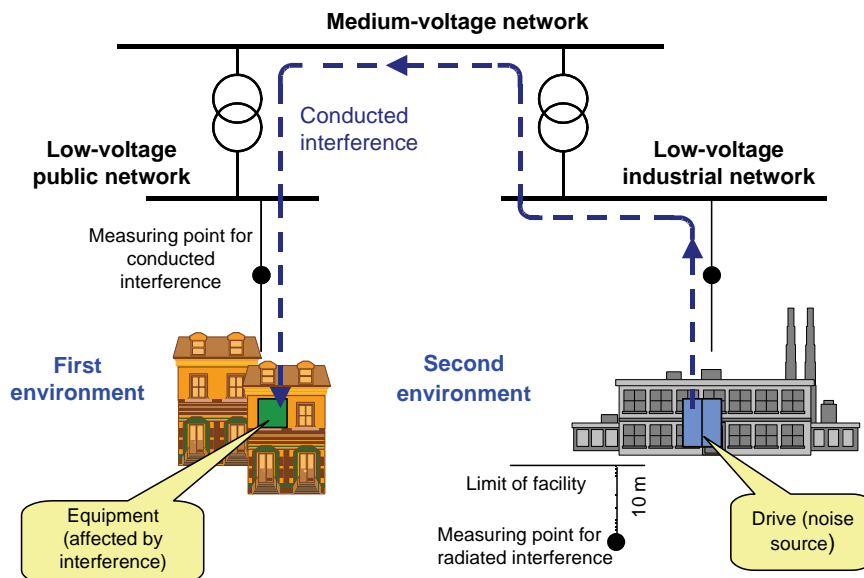 Medium-voltage network
Conducted
interference
Low-voltage
public network
Low-voltage
industrial network
Measuring point for
conducted
interference
First
environment
Second
environment
Limit of facility
10 m
Measuring point for
radiated interference
Equipment
(affected by
interference)
Drive (noise
source)